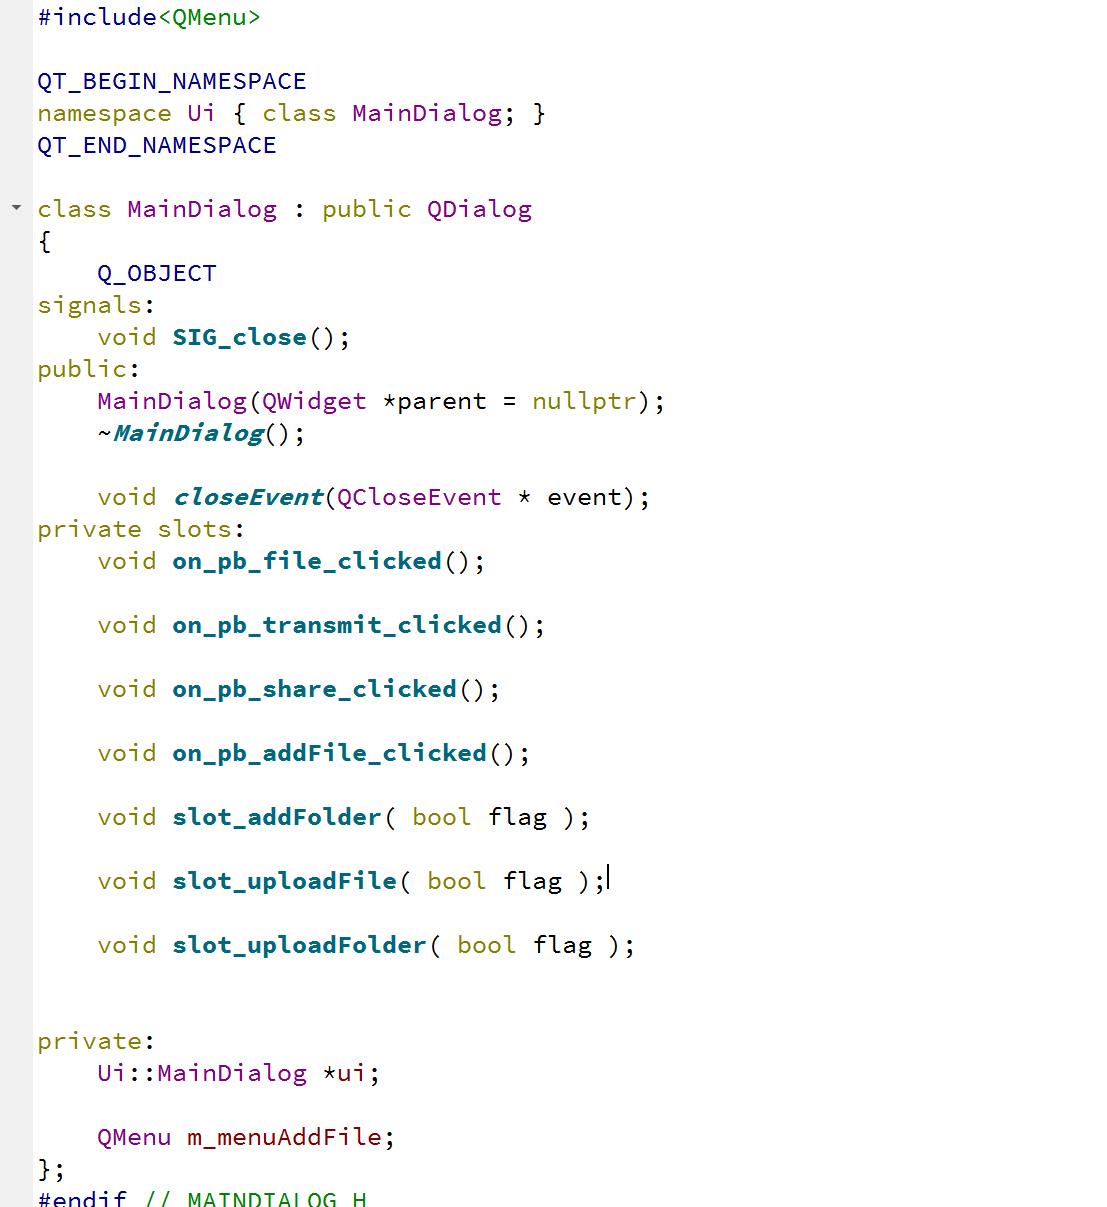 #include<QMenu>
QT_BEGIN_NAMESPACE
namespace Ui { class MainDialog; }
QT_END_NAMESPACE
class MainDialog : public QDialog
{
Q_OBJECT
signals:
void SIG_close();
public:
MainDialog(QWidget *parent = nullptr);
~MainDialog();
void closeEvent(QCloseEvent * event);
private slots:
void on_pb_file_clicked();
void on_pb_transmit_clicked();
void on_pb_share_clicked();
void on_pb_addFile_clicked();
void slot_addFolder( bool flag );
void slot_uploadFile( bool flag );
void slot_uploadFolder( bool flag );
private:
Ui::MainDialog *ui;
QMenu m_menuAddFile;
};
#endif // MAINDIALOG_H